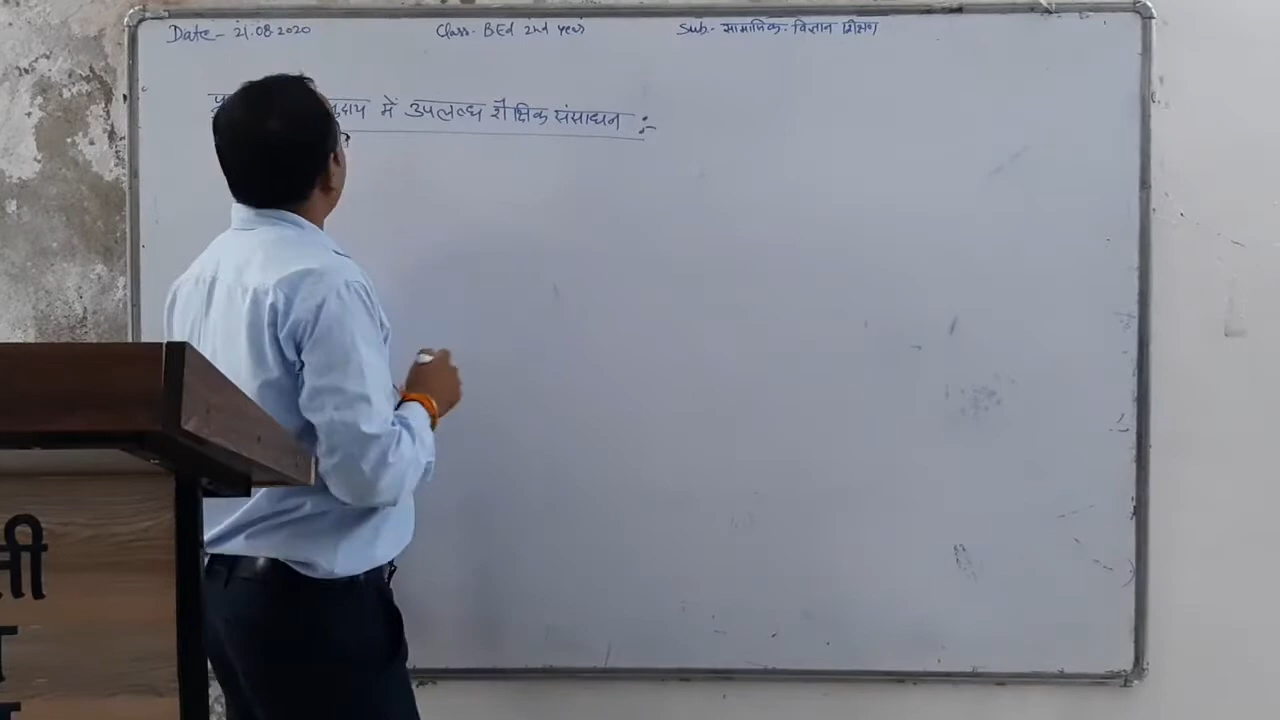 Date- 21.08.2020 Class- BEd 2nd year Sub- सामाजिक- विज्ञान शिक्षण
में उपलब्ध शैक्षिक संसाधन :-
नी